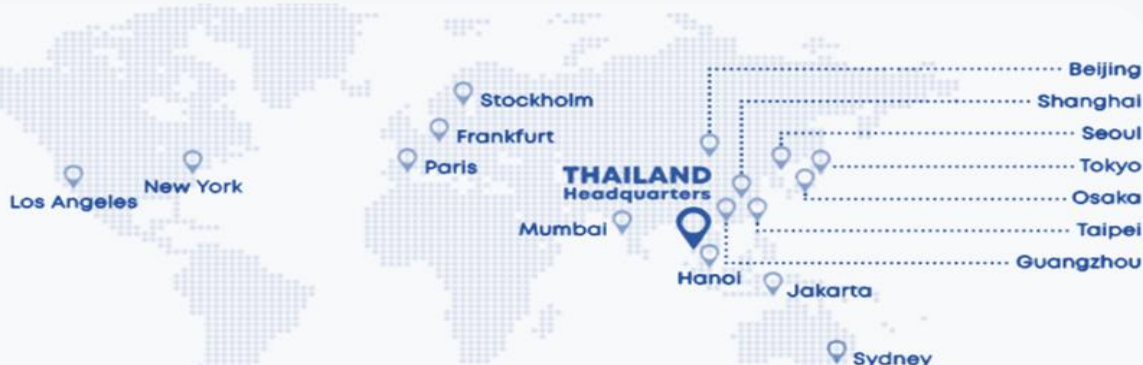 Beijing
Shanghai
Stockholm
Seoul
Frankfurt
Paris
THAILAND
Tokyo
New York
Headquarters
Los Angeles
Osaka
Mumbai
Taipei
Guangzhou
Hanoi
Jakarta
Sydney